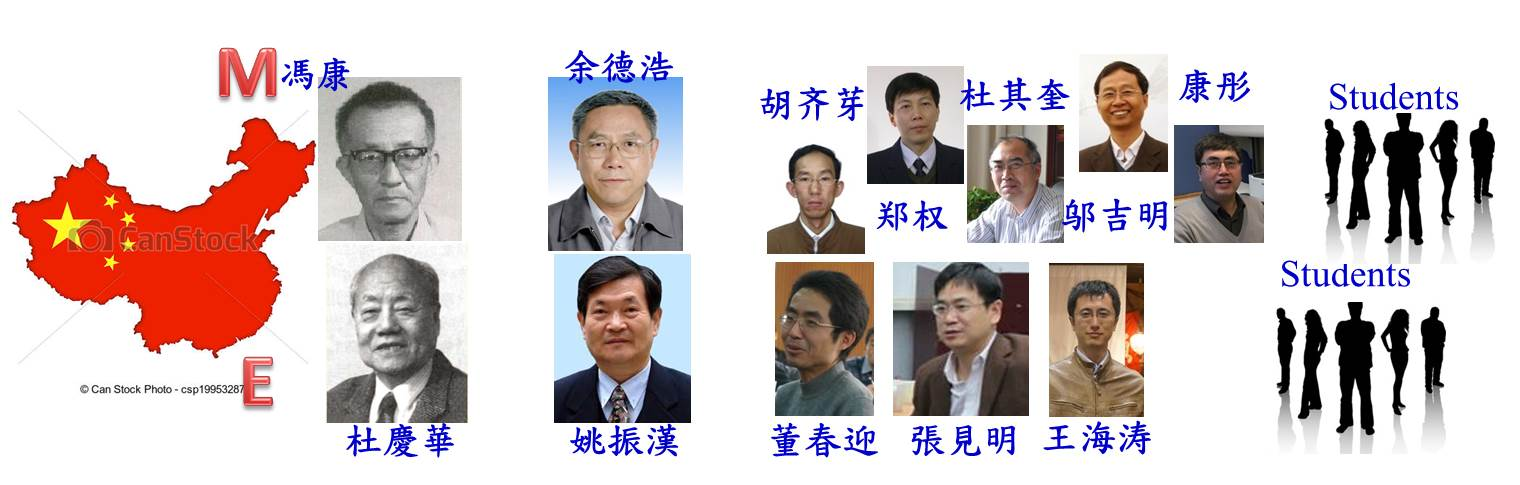 M
馮康
余德浩
胡齐芽
杜其奎
康彤
Students
郑权
邬吉明
CanStock
Students
© Can Stock Photo - csp19953287
E
杜慶華
姚振漢
董春迎
張見明
王海涛